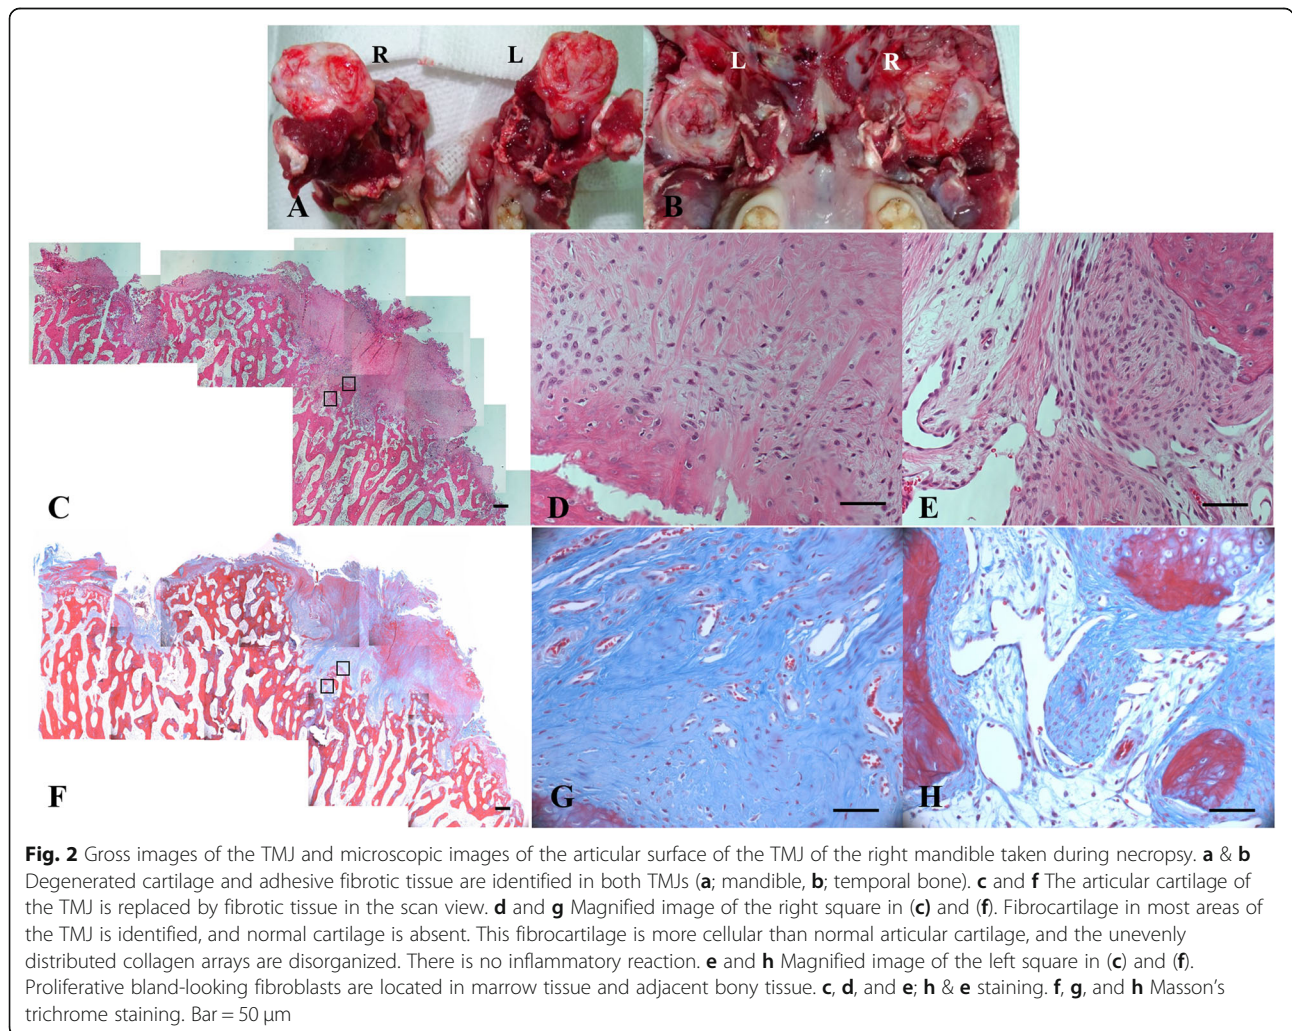 R
L
A
L
R
B
C
D
E
F
G
H
Fig. 2 Gross images of the TMJ and microscopic images of the articular surface of the TMJ of the right mandible taken during necropsy. a & b
Degenerated cartilage and adhesive fibrotic tissue are identified in both TMJs (a; mandible, b; temporal bone). c and f The articular cartilage of
the TMJ is replaced by fibrotic tissue in the scan view. d and g Magnified image of the right square in (c) and (f). Fibrocartilage in most areas of
the TMJ is identified, and normal cartilage is absent. This fibrocartilage is more cellular than normal articular cartilage, and the unevenly
distributed collagen arrays are disorganized. There is no inflammatory reaction. e and h Magnified image of the left square in (c) and (f).
Proliferative bland-looking fibroblasts are located in marrow tissue and adjacent bony tissue. c, d, and e; h & e staining. f, g, and h Masson's
trichrome staining. Bar = 50 μm